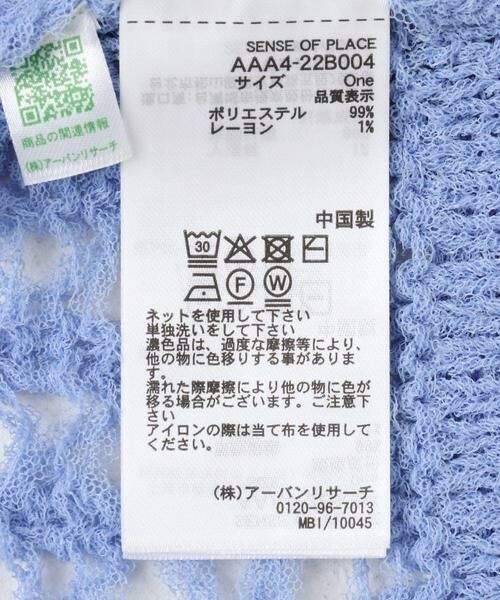 商品の関連情報
(株)アーバンリサーチ
SENSE OF PLACE
AAA4-22B004
サイズ One
品質表示
ポリエステル 99%
レーヨン 1%
中国製
30
F W
ネットを使用して下さい
単独洗いをして下さい
濃色品は、過度な摩擦等により、
他の物に色移りする事がありま
す。
濡れた際摩擦により他の物に色が
移る場合がございます。ご注意下
さい
アイロンの際は当て布を使用して
ください。
(株)アーバンリサーチ
0120-96-7013
MBI/10045